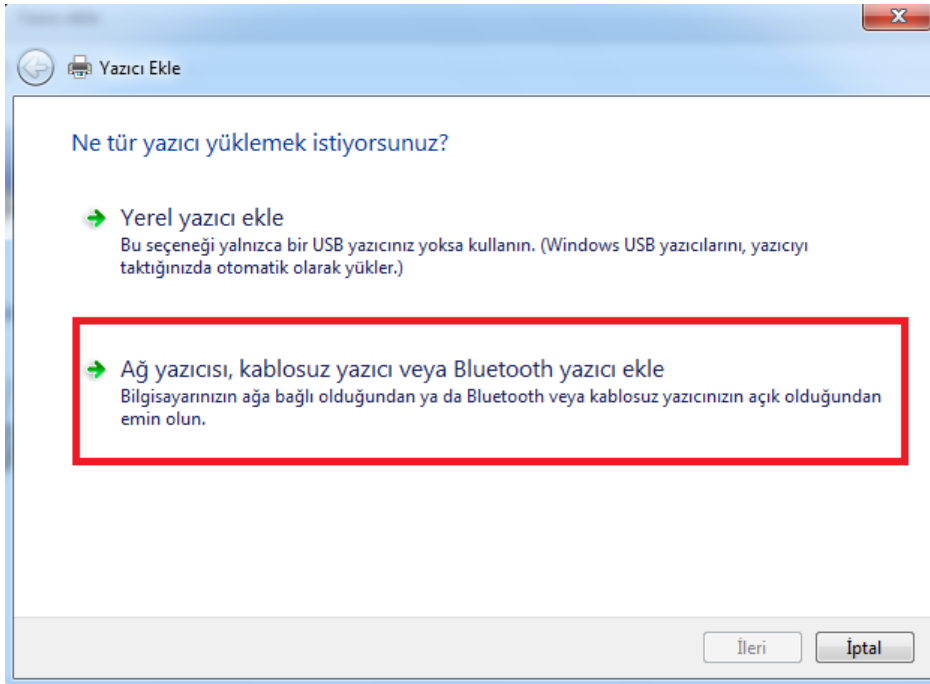 Yazıcı Ekle
Ne tür yazıcı yüklemek istiyorsunuz?
Yerel yazıcı ekle
Bu seçeneği yalnızca bir USB yazıcınız yoksa kullanın. (Windows USB yazıcılarını, yazıcıyı
taktığınızda otomatik olarak yükler.)
Ağ yazıcısı, kablosuz yazıcı veya Bluetooth yazıcı ekle
Bilgisayarınızın ağa bağlı olduğundan ya da Bluetooth veya kablosuz yazıcınızın açık olduğundan
emin olun.
İleri
İptal